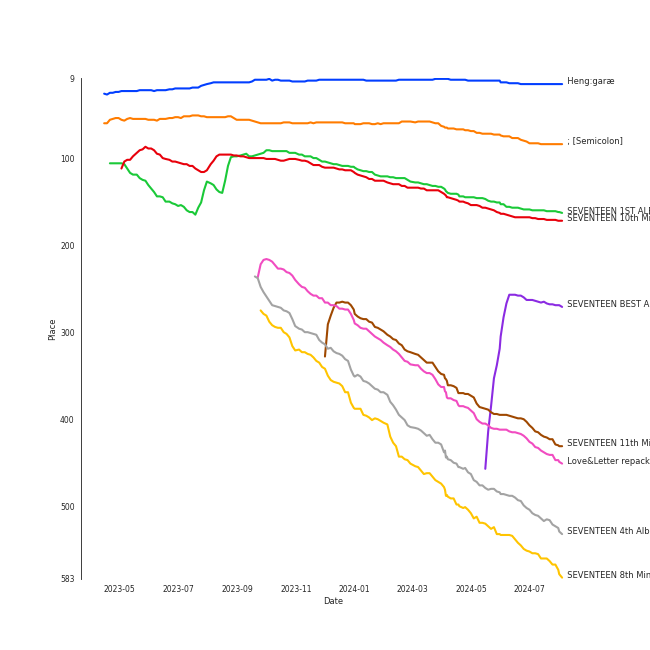 9
Heng:garæ
; [Semicolon]
100
SEVENTEEN 1ST AL
SEVENTEEN 10th Mi
200
SEVENTEEN BEST A
300
Place
400
SEVENTEEN 11th Mi
Love&Letter repack
500
SEVENTEEN 4th Alb
SEVENTEEN 8th Min
583
2023-05 2023-07 2023-09 2023-11 2024-01 2024-03 2024-05 2024-07
Date